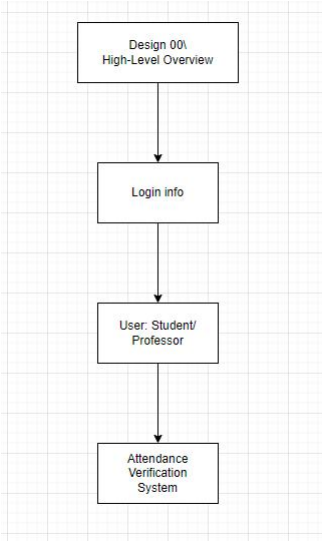 Design 00\
High-Level Overview
Login info
User: Student/
Professor
Attendance
Verification
System